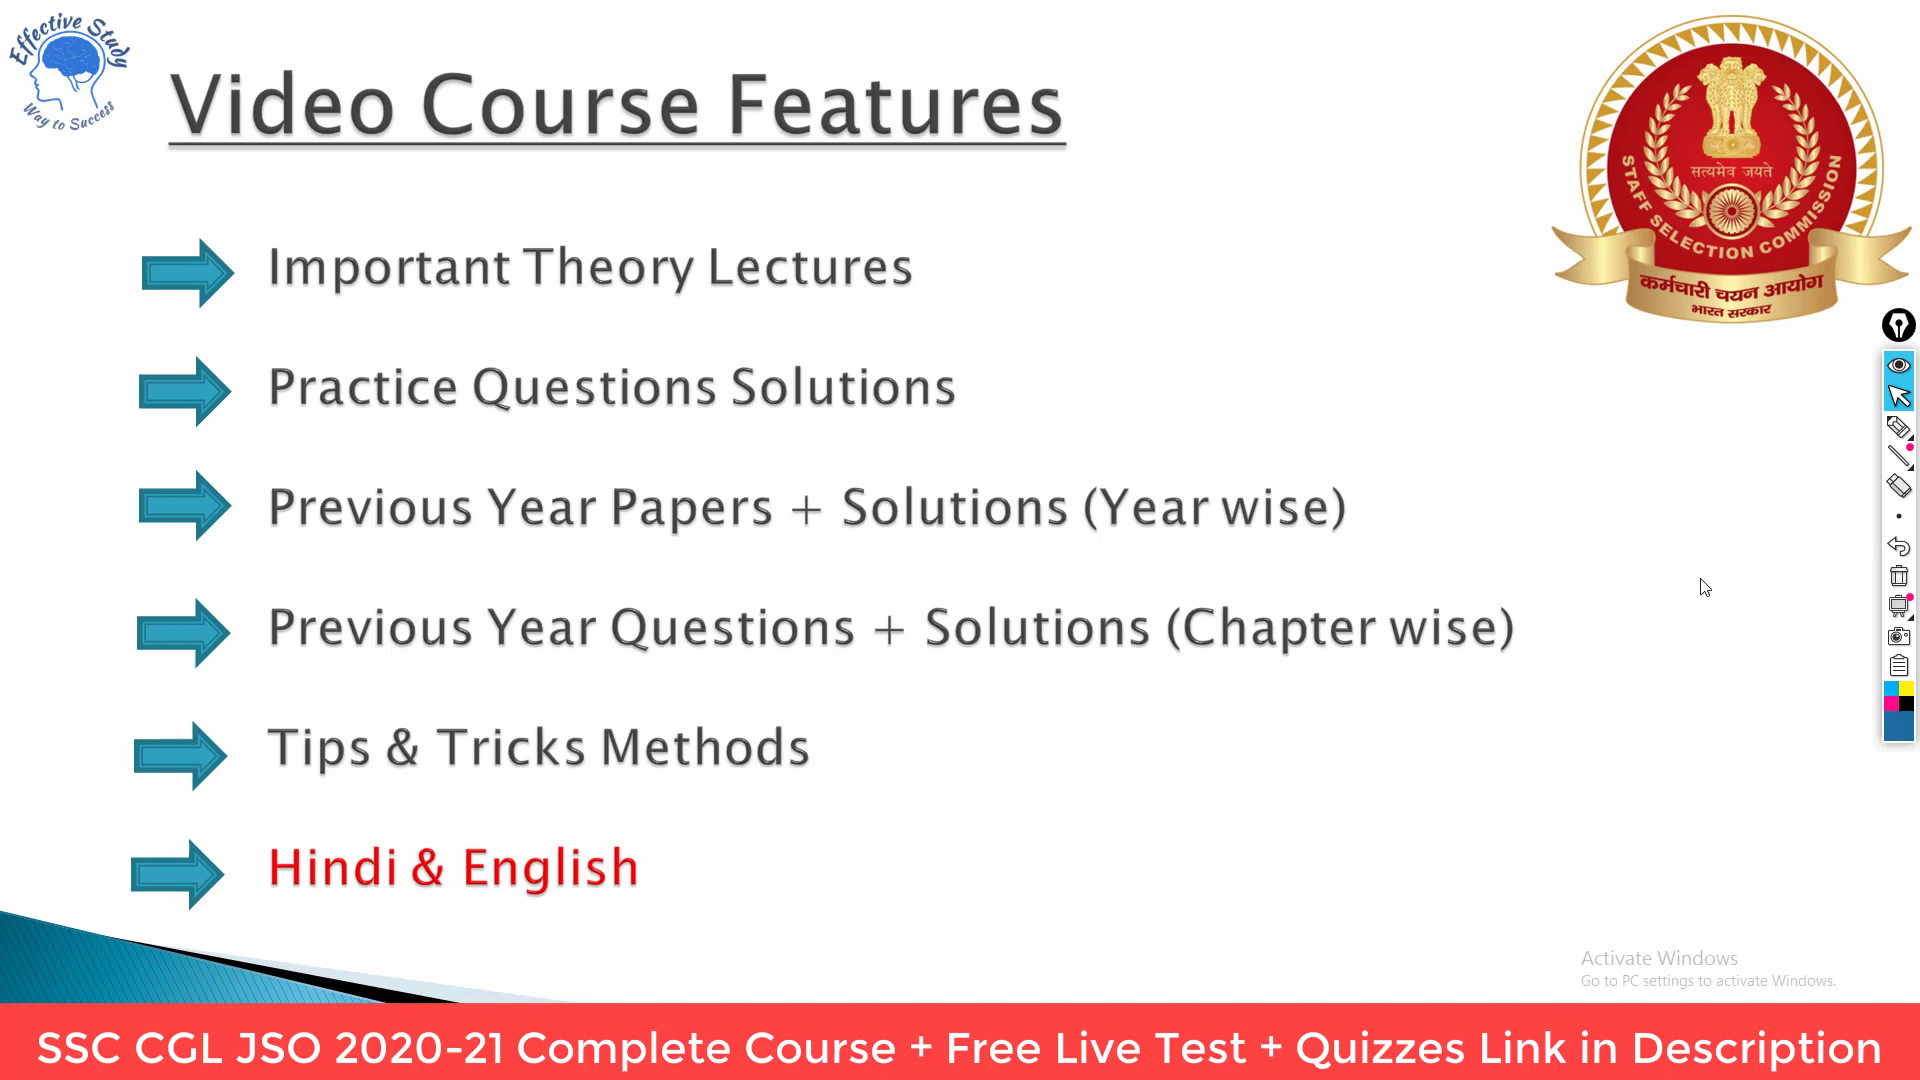 Effective Study
Way to Success
Video Course Features
सत्यमेव जयते
STAFF SELECTION COMMISSION
कर्मचारी चयन आयोग
भारत सरकार
Important Theory Lectures
Practice Questions Solutions
Previous Year Papers + Solutions (Year wise)
Previous Year Questions + Solutions (Chapter wise)
Tips & Tricks Methods
Hindi & English
Activate Windows
Go to PC settings to activate Windows.
SSC CGL JSO 2020-21 Complete Course + Free Live Test + Quizzes Link in Description